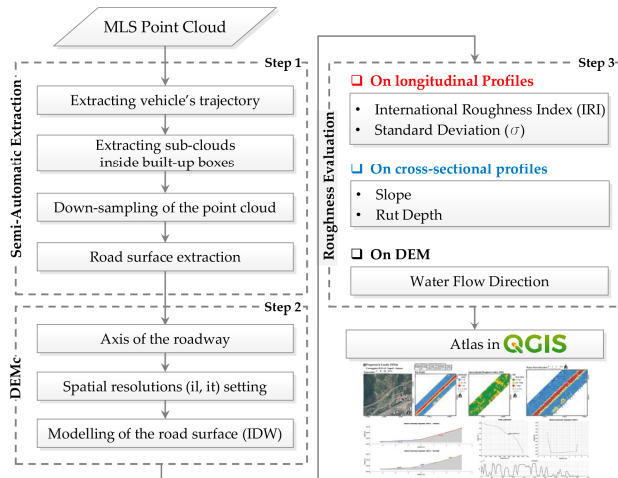 MLS Point Cloud
Step 1
Semi-Automatic Extraction
Extracting vehicle's trajectory
Extracting sub-clouds
inside built-up boxes
Down-sampling of the point cloud
Road surface extraction
Step 2
DEMc
Axis of the roadway
Spatial resolutions (il, it) setting
Modelling of the road surface (IDW)
Step 3
Roughness Evaluation
❑ On longitudinal Profiles
• International Roughness Index (IRI)
• Standard Deviation (σ)
❑ On cross-sectional profiles
• Slope
• Rut Depth
❑ On DEM
Water Flow Direction
Atlas in QGIS